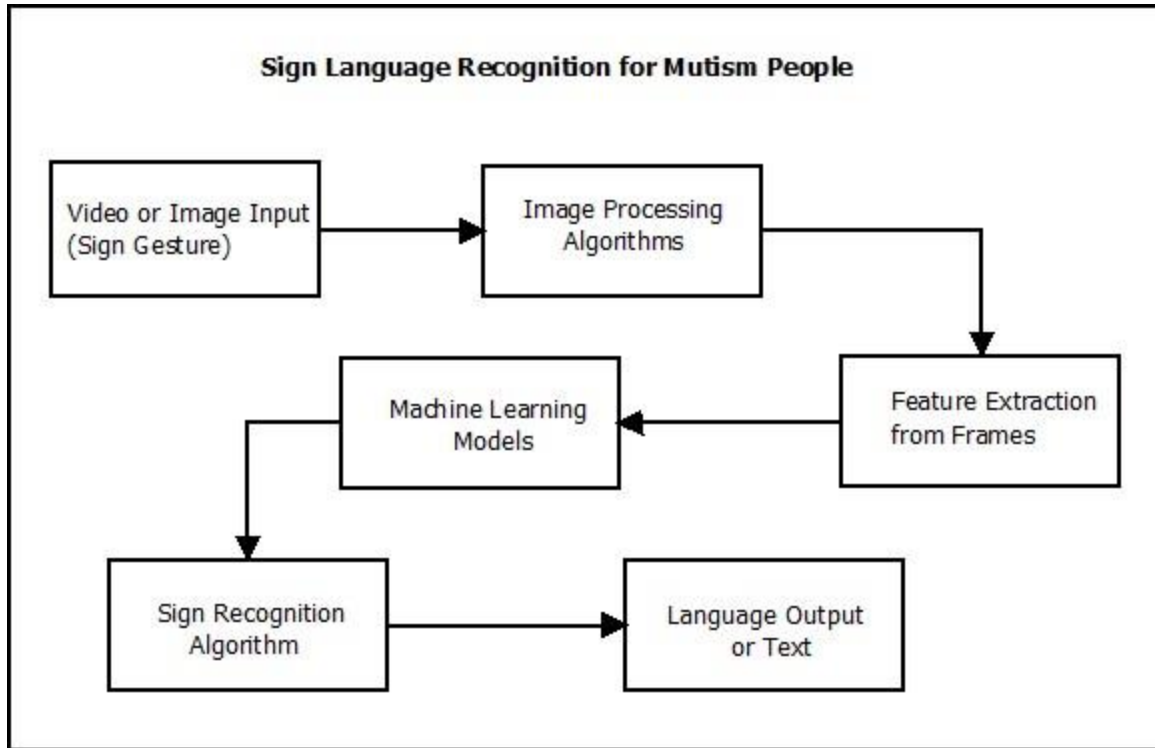 Sign Language Recognition for Mutism People
Video or Image Input
(Sign Gesture)
Image Processing
Algorithms
Feature Extraction
from Frames
Machine Learning
Models
Sign Recognition
Algorithm
Language Output
or Text